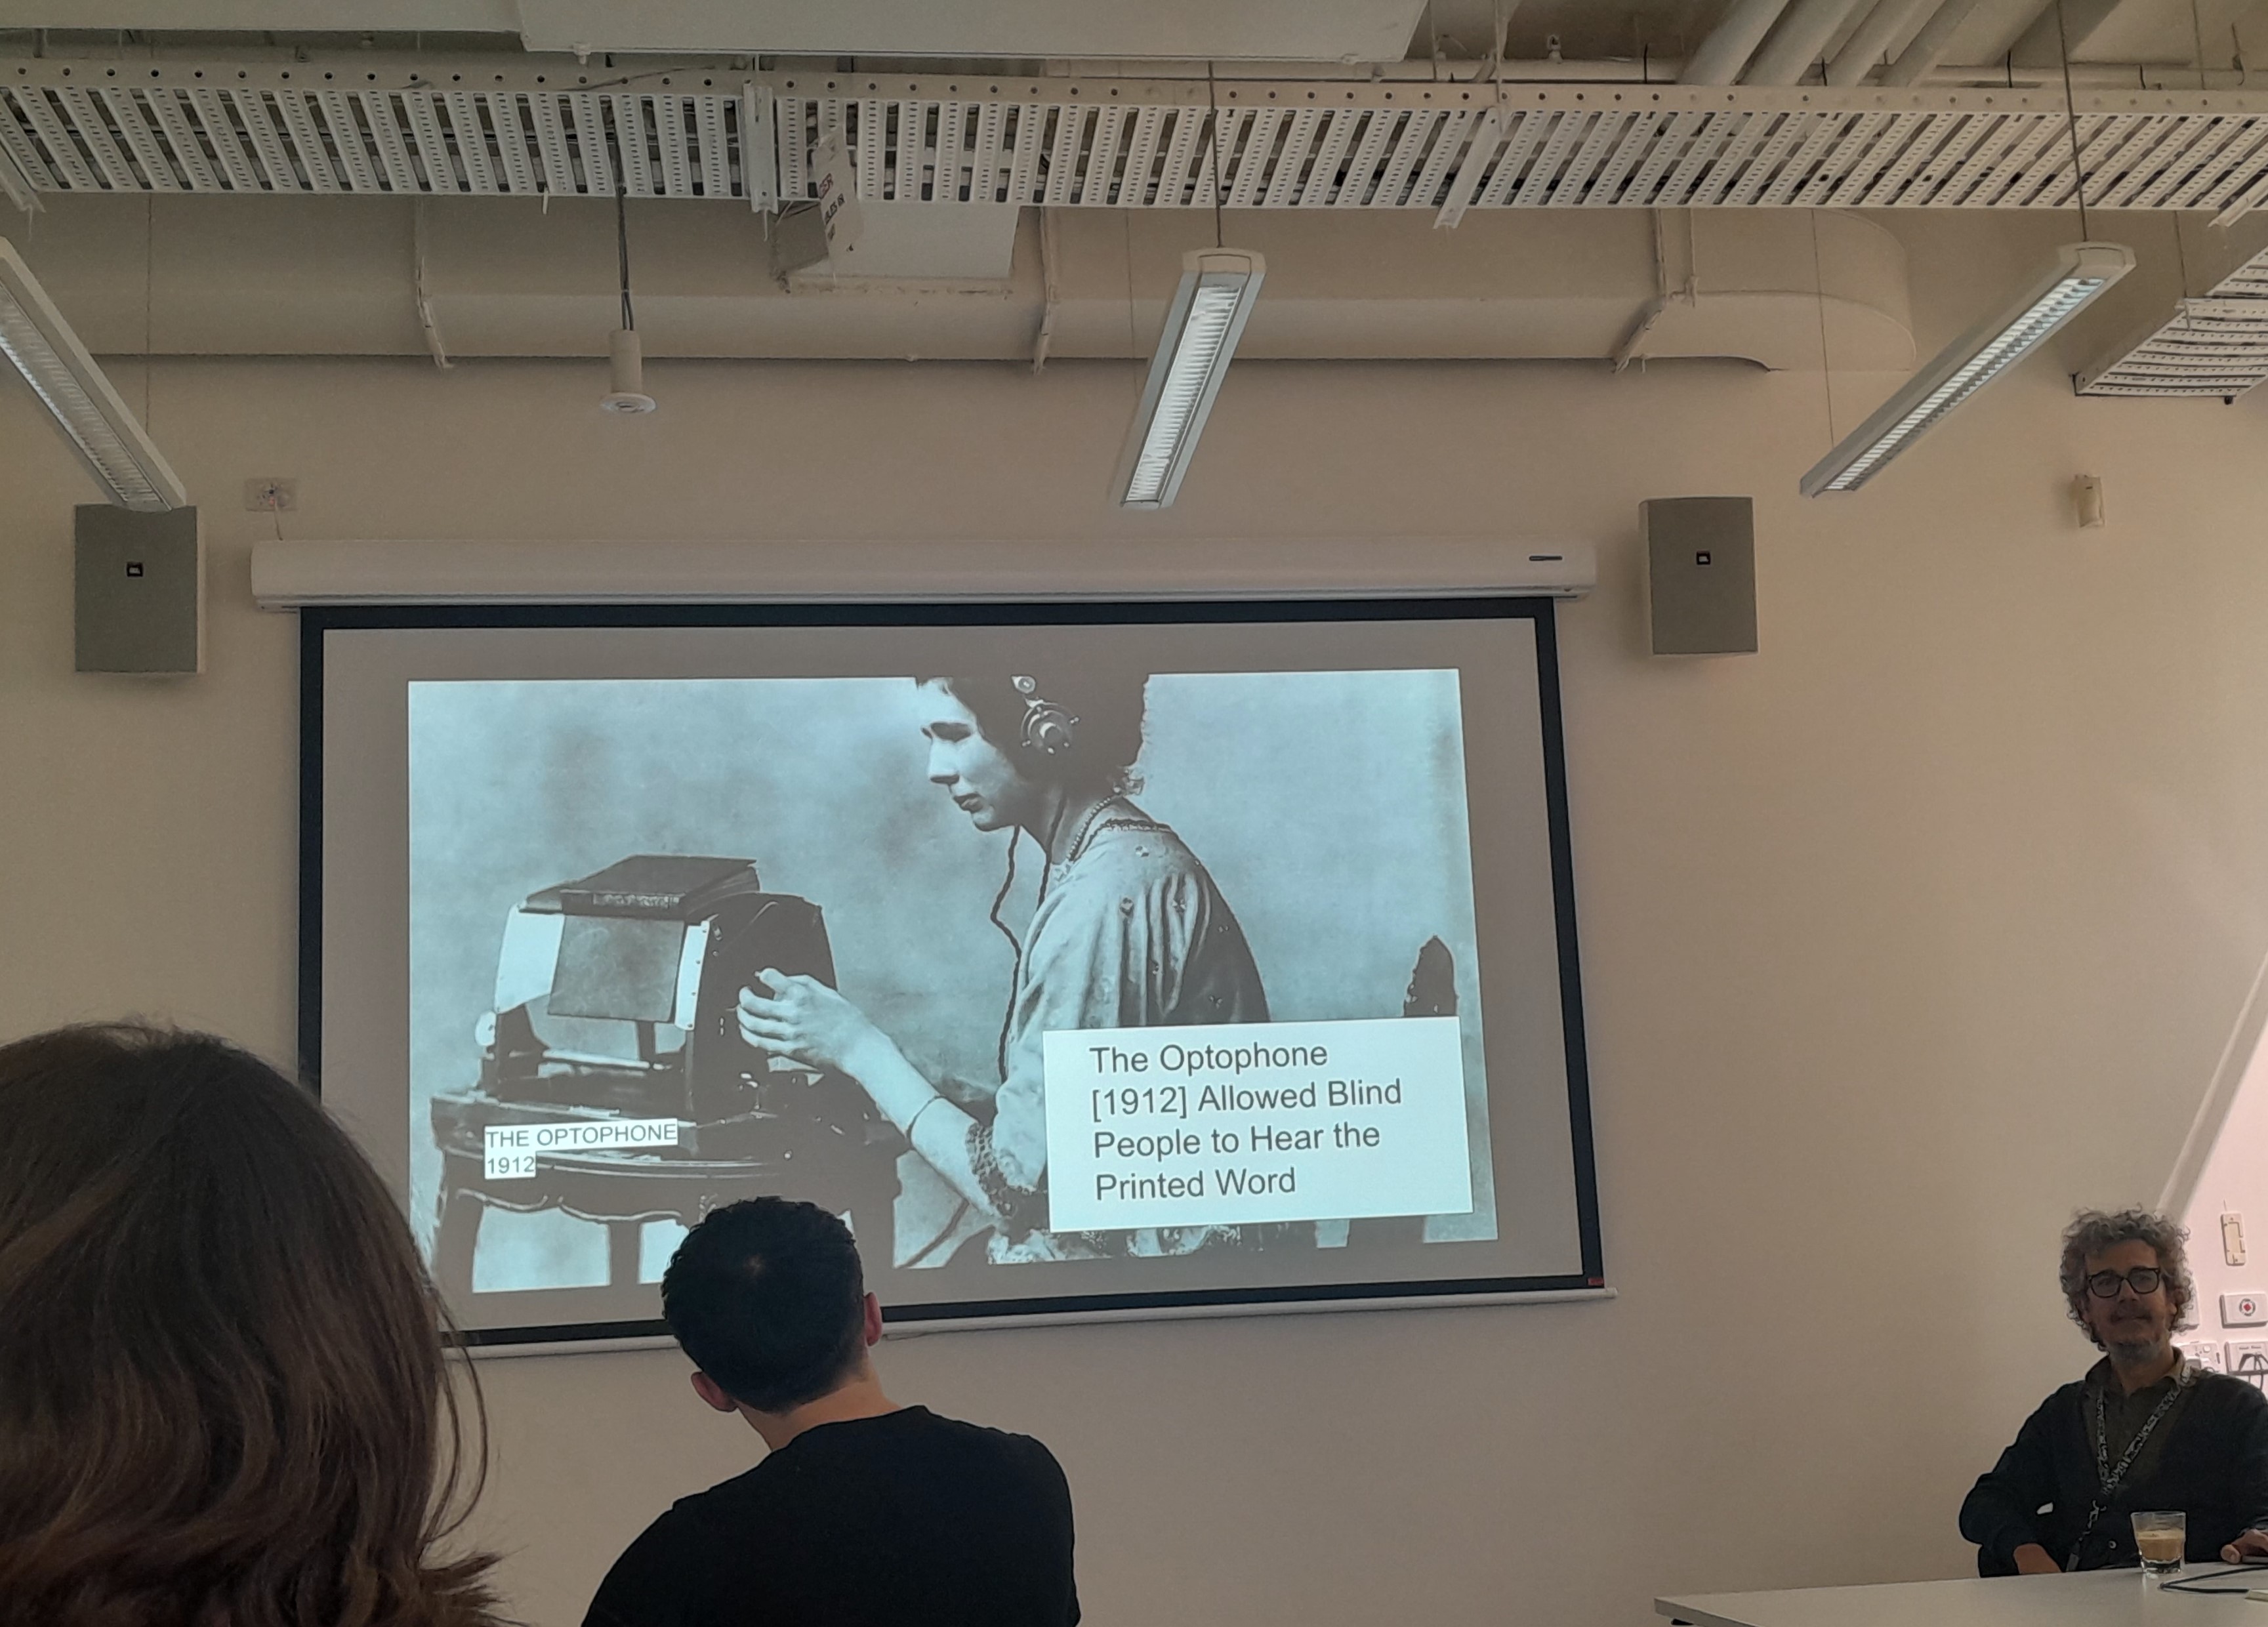 THE OPTOPHONE
1912
The Optophone
[1912] Allowed Blind
People to Hear the
Printed Word